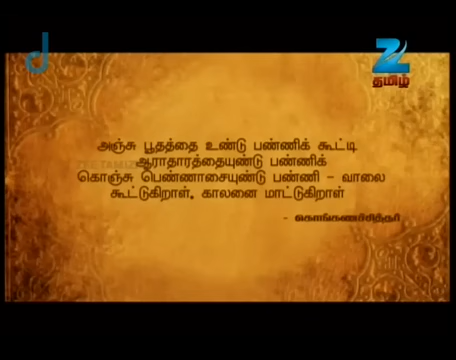 தமிழ்
அஞ்சு பூதத்தை உண்டு பண்ணிக் கூட்டி
ஆராதாரத்தையுண்டு பண்ணிக்
கொஞ்சு பெண்ணாசையுண்டு பண்ணி - வாலை
கூட்டுகிறாள். காலனை மாட்டுகிறாள்
- கொங்கணச்சித்தர்